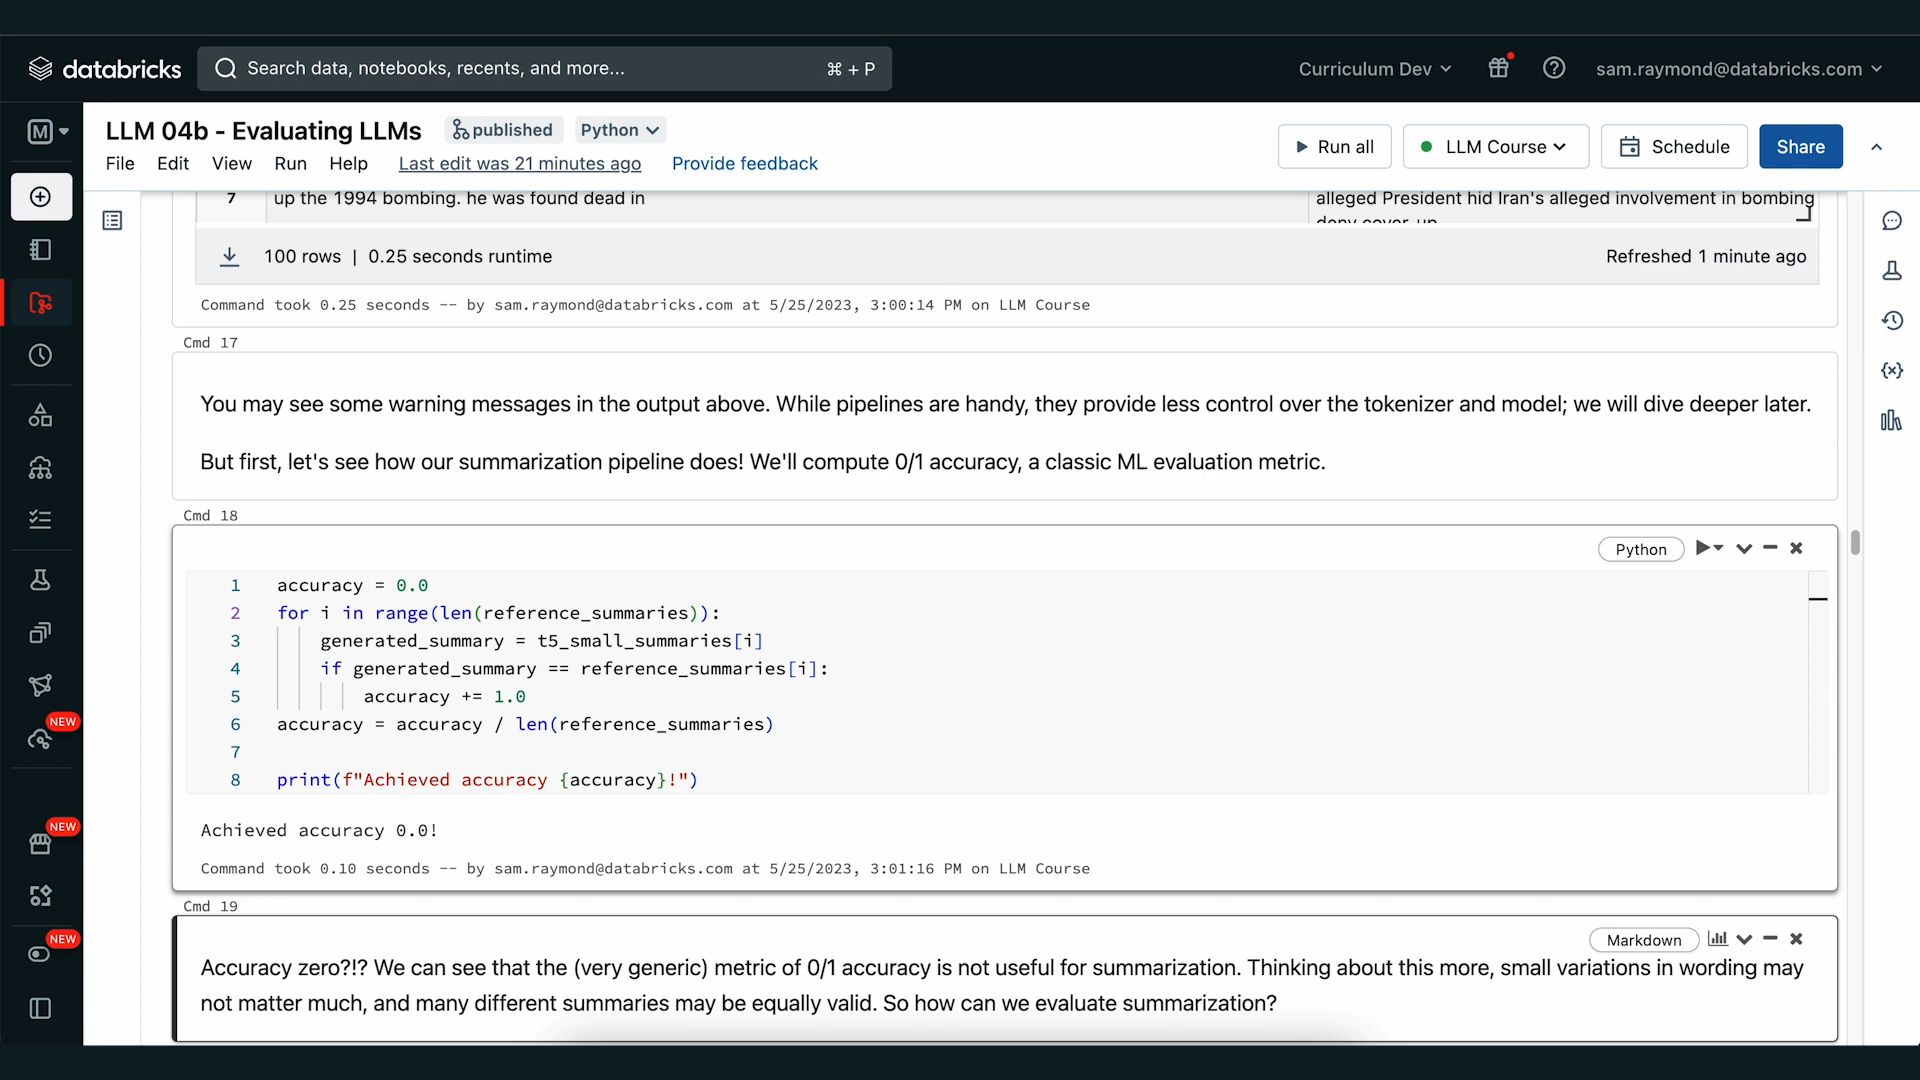 databricks
Search data, notebooks, recents, and more...
⌘ + P
Curriculum Dev
sam.raymond@databricks.com
M
LLM 04b - Evaluating LLMs
published
Python
File Edit View Run Help Last edit was 21 minutes ago Provide feedback
Run all
LLM Course
Schedule
Share
7 up the 1994 bombing. he was found dead in
alleged President hid Iran's alleged involvement in bombing
deny cover-up
100 rows | 0.25 seconds runtime
Refreshed 1 minute ago
Command took 0.25 seconds -- by sam.raymond@databricks.com at 5/25/2023, 3:00:14 PM on LLM Course
Cmd 17
You may see some warning messages in the output above. While pipelines are handy, they provide less control over the tokenizer and model; we will dive deeper later.
But first, let's see how our summarization pipeline does! We'll compute 0/1 accuracy, a classic ML evaluation metric.
Cmd 18
Python
1 accuracy = 0.0
2 for i in range(len(reference_summaries)):
3 generated_summary = t5_small_summaries[i]
4 if generated_summary == reference_summaries[i]:
5 accuracy += 1.0
6 accuracy = accuracy / len(reference_summaries)
7
8 print(f"Achieved accuracy {accuracy}!")
Achieved accuracy 0.0!
Command took 0.10 seconds -- by sam.raymond@databricks.com at 5/25/2023, 3:01:16 PM on LLM Course
Cmd 19
Markdown
Accuracy zero?!? We can see that the (very generic) metric of 0/1 accuracy is not useful for summarization. Thinking about this more, small variations in wording may
not matter much, and many different summaries may be equally valid. So how can we evaluate summarization?
NEW
NEW
NEW